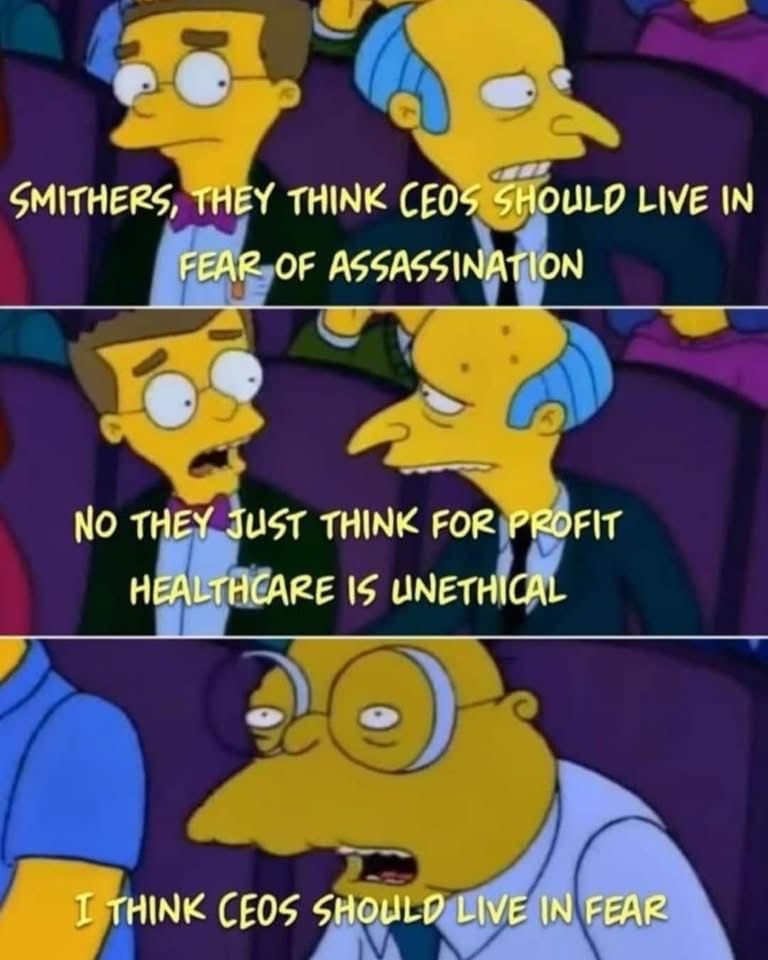 SMITHERS, THEY THINK CEOS SHOULD LIVE IN
FEAR OF ASSASSINATION
NO THEY JUST THINK FOR PROFIT
HEALTHCARE IS UNETHICAL
I THINK CEOS SHOULD LIVE IN FEAR